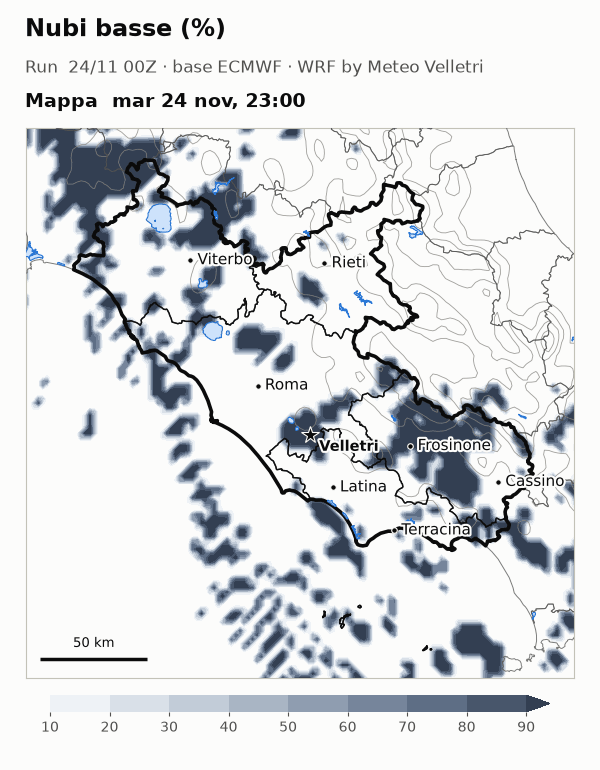 Nubi basse (%)
Run  24/11 00Z · base ECMWF · WRF by Meteo Velletri
Mappa  mar 24 nov, 23:00
Viterbo
Rieti
Roma
Velletri
Frosinone
Cassino
Latina
Terracina
50 km
10 20 30 40 50 60 70 80 90